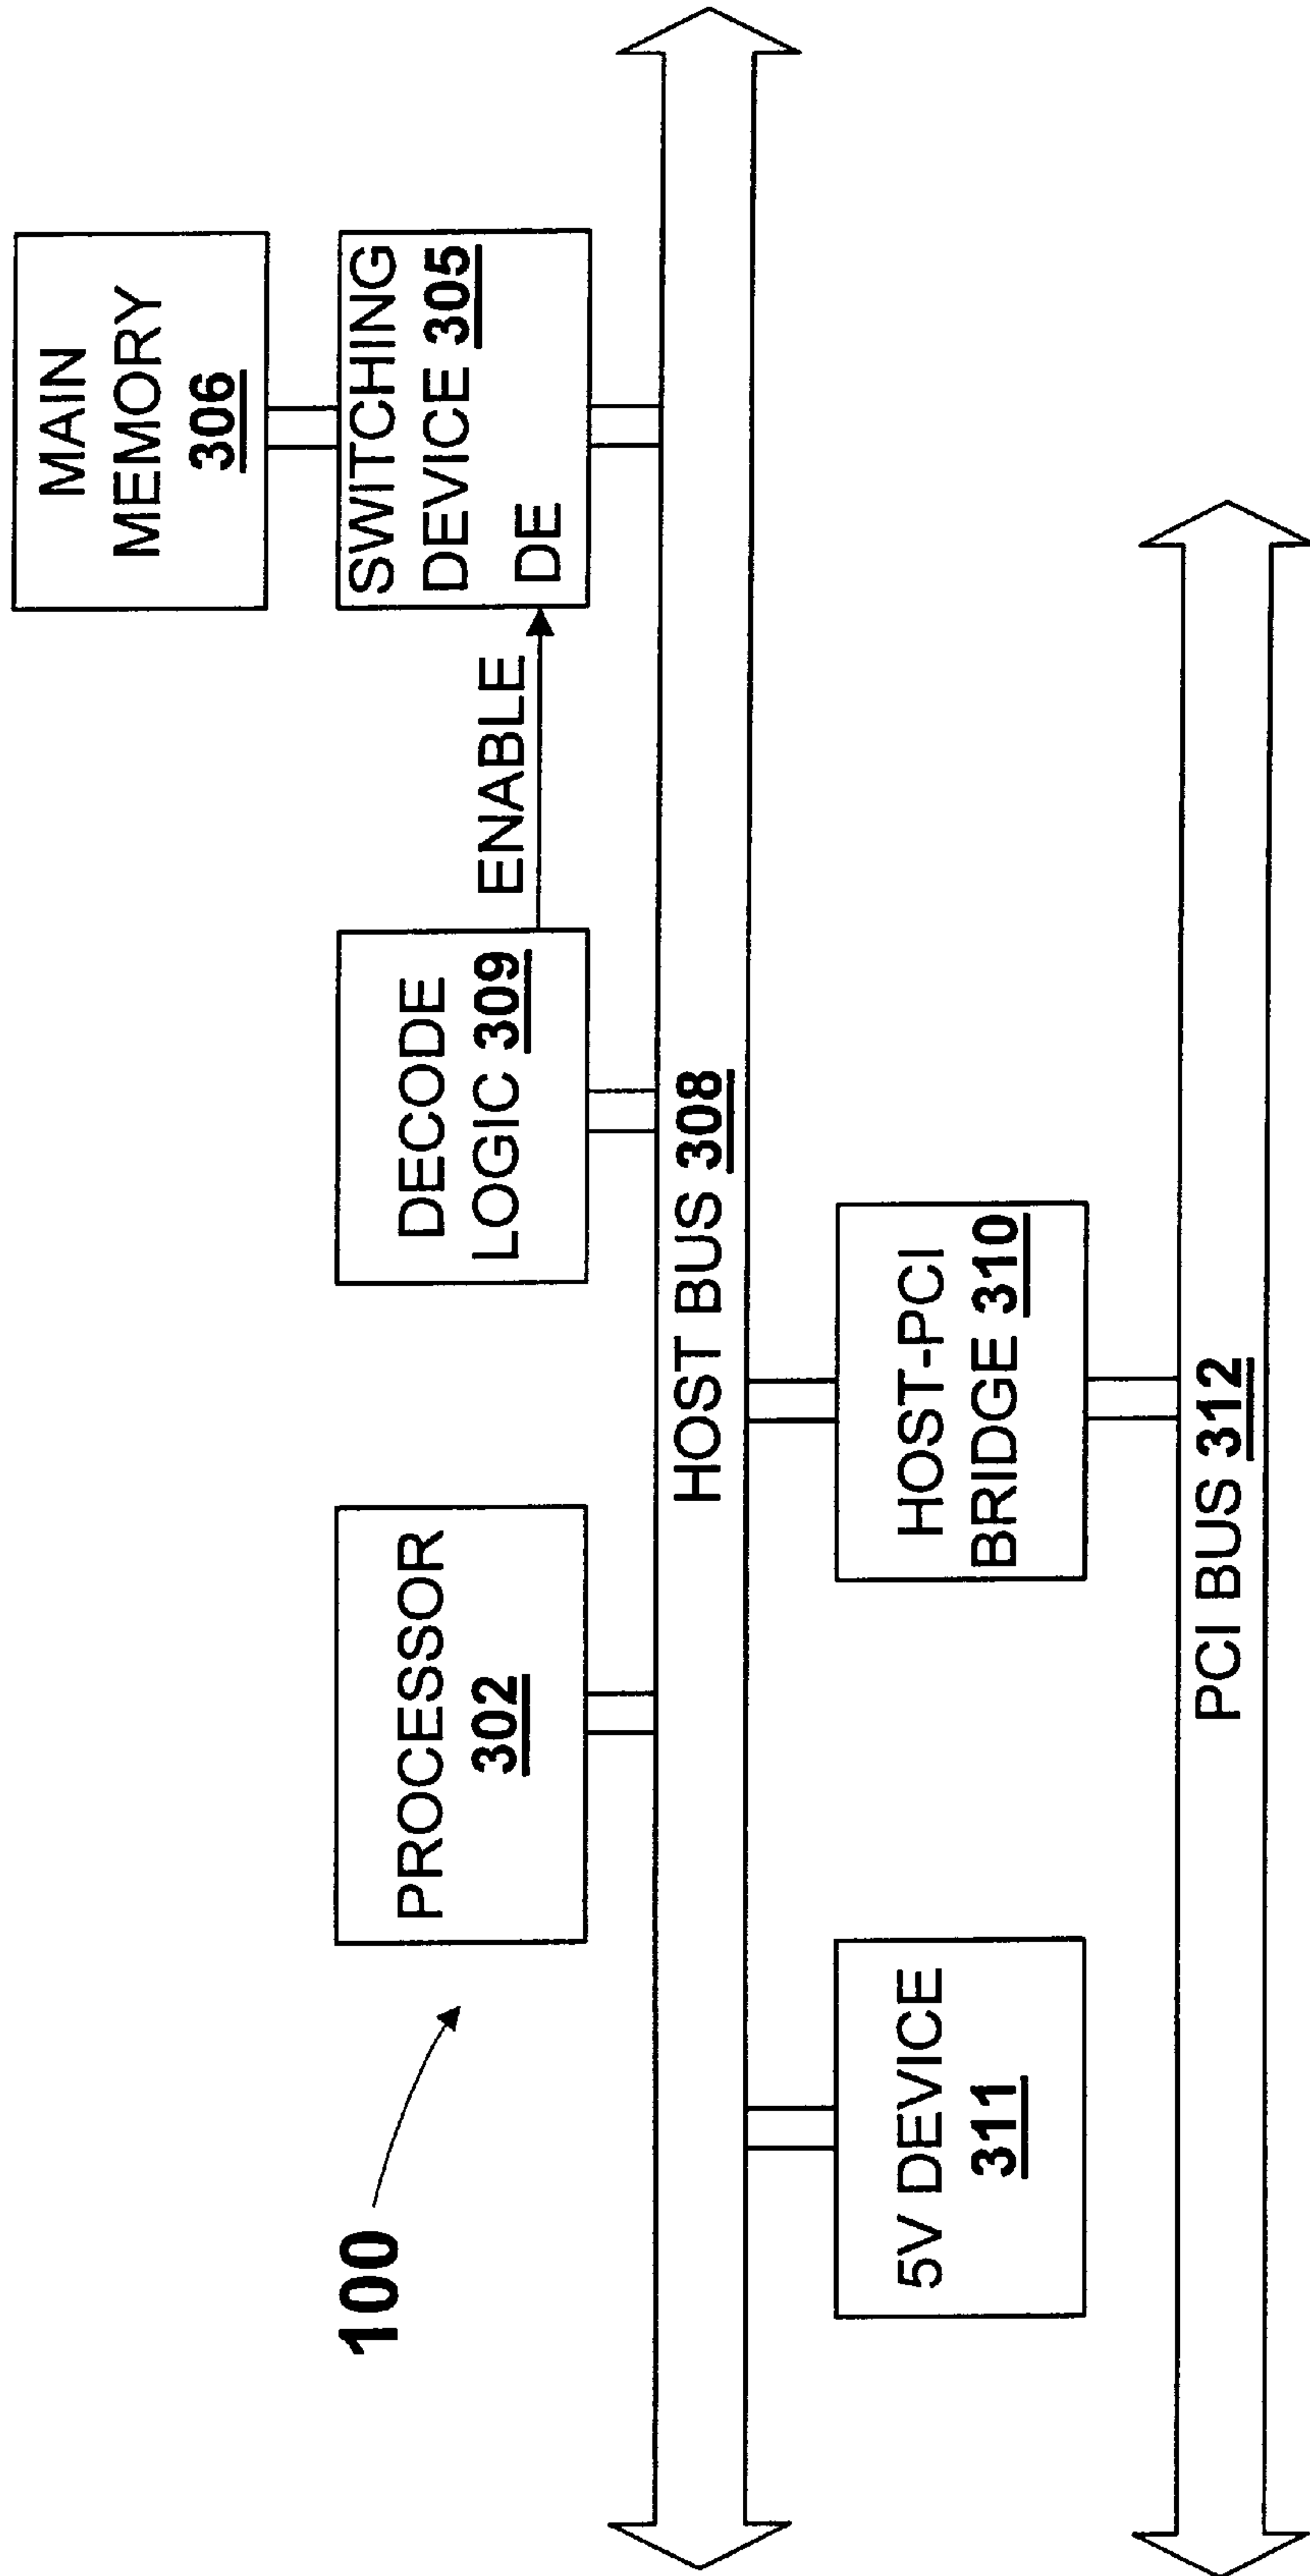 MAIN
MEMORY
306
SWITCHING
DEVICE 305
DE
ENABLE
DECODE
LOGIC 309
PROCESSOR
302
100
HOST BUS 308
HOST-PCI
BRIDGE 310
5V DEVICE
311
PCI BUS 312